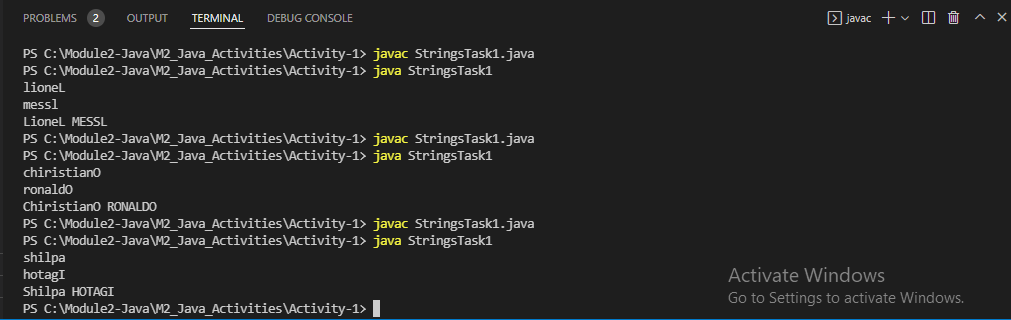 PROBLEMS 2 OUTPUT TERMINAL DEBUG CONSOLE javac
PS C:\Module2-Java\M2_Java_Activities\Activity-1> javac StringsTask1.java
PS C:\Module2-Java\M2_Java_Activities\Activity-1> java StringsTask1
lioneL
messl
LioneL MESSL
PS C:\Module2-Java\M2_Java_Activities\Activity-1> javac StringsTask1.java
PS C:\Module2-Java\M2_Java_Activities\Activity-1> java StringsTask1
chiristianO
ronaldO
ChiristianO RONALDO
PS C:\Module2-Java\M2_Java_Activities\Activity-1> javac StringsTask1.java
PS C:\Module2-Java\M2_Java_Activities\Activity-1> java StringsTask1
shilpa
hotagI
Shilpa HOTAGI
PS C:\Module2-Java\M2_Java_Activities\Activity-1>
Activate Windows
Go to Settings to activate Windows.